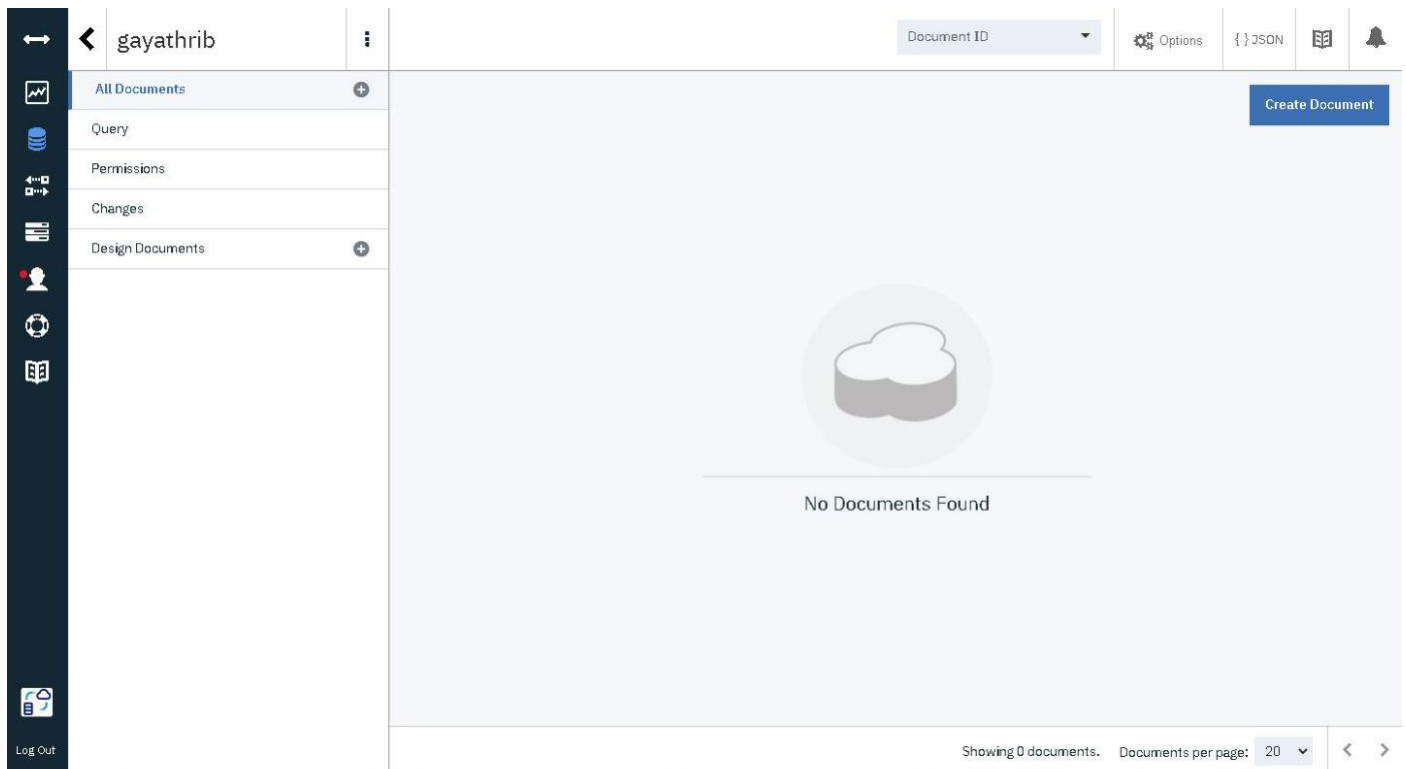 gayathrib
Document ID
Options
{ } JSON
All Documents
Query
Permissions
Changes
Design Documents
Create Document
No Documents Found
Log Out
Showing 0 documents.
Documents per page: 20